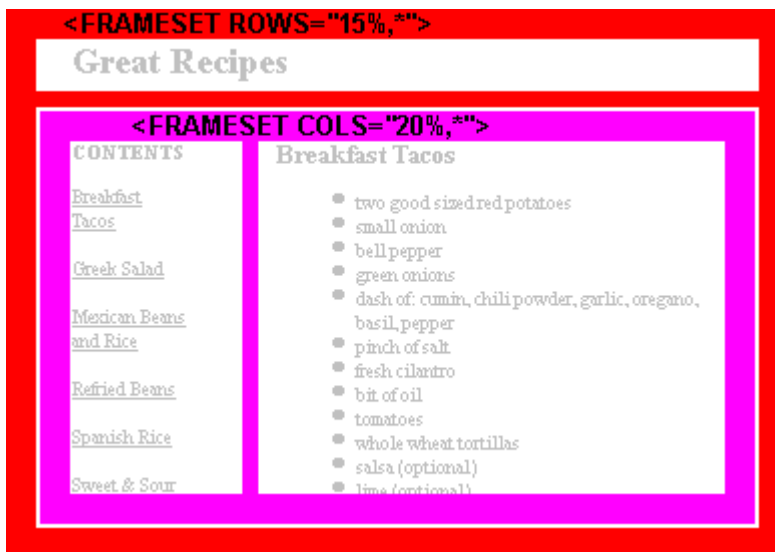 <FRAMESET ROWS="15%,*">
Great Recipes
<FRAMESET COLS="20%,*">
CONTENTS
Breakfast
Tacos
Greek Salad
Mexican Beans
and Rice
Refried Beans
Spanish Rice
Sweet & Sour
Breakfast Tacos
two good sized red potatoes
small onion
bell pepper
green onions
dash of: cumin, chili powder, garlic, oregano,
basil, pepper
pinch of salt
fresh cilantro
bit of oil
tomatoes
whole wheat tortillas
salsa (optional)
lime (optional)